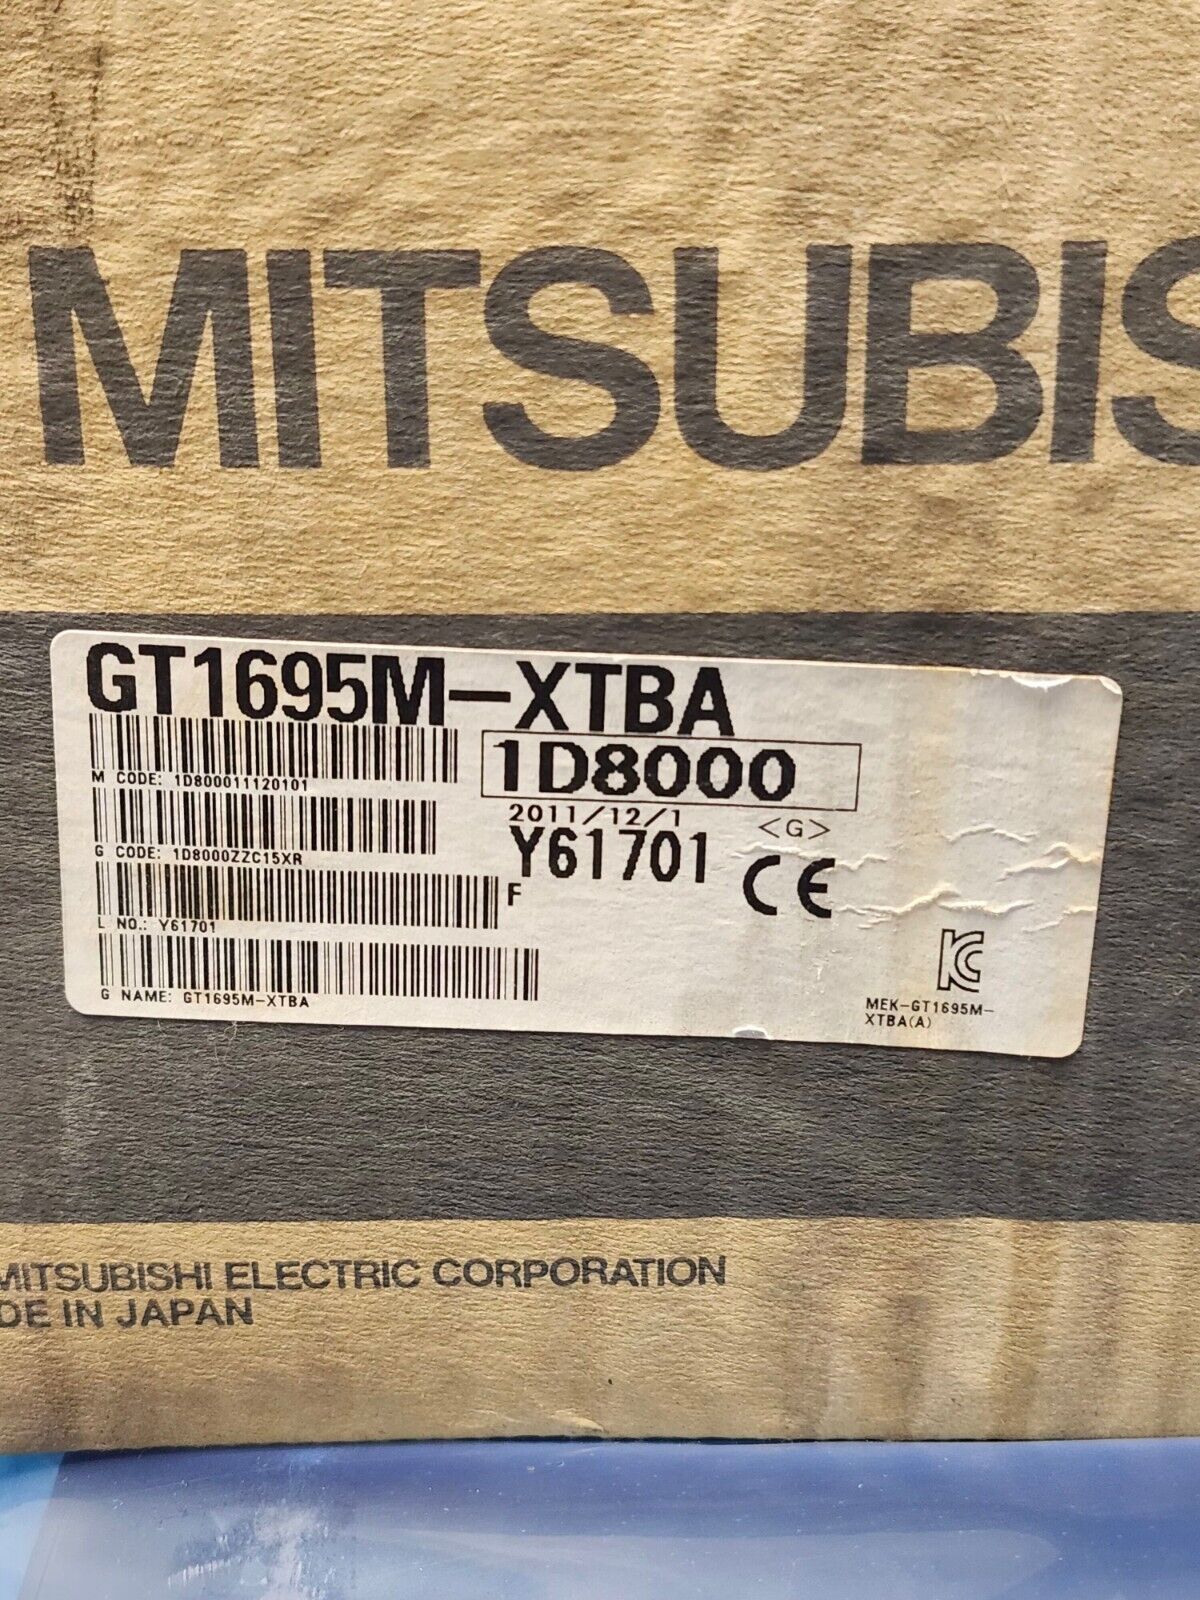 MITSUBIS
GT1695M-XTBA
1D8000
M CODE: 1D800011120101
2011/12/1 <G>
G CODE: 1D8000ZZC15XR
Y61701
F
CE
L NO.: Y61701
G NAME: GT1695M-XTBA
KC
MEK-GT1695M-
XTBA(A)
MITSUBISHI ELECTRIC CORPORATION
DE IN JAPAN